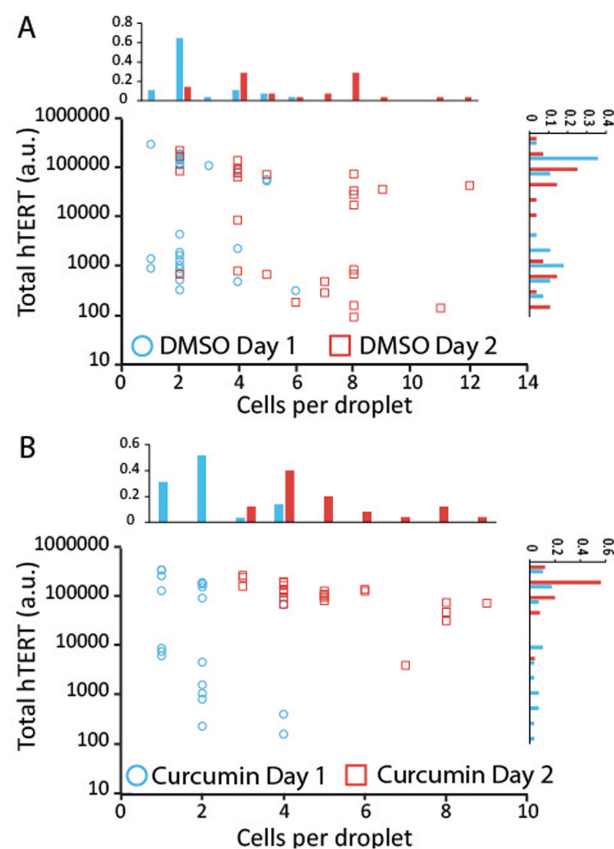 A
0.8
0.4
0
0
0.1
0.2
0.3
0.4
1000000
100000
10000
1000
100
10
Total hTERT (a.u.)
DMSO Day 1
DMSO Day 2
0 2 4 6 8 10 12 14
Cells per droplet
B
0.6
0.4
0.2
0
0
0.2
0.4
0.6
1000000
100000
10000
1000
100
10
Total hTERT (a.u.)
Curcumin Day 1
Curcumin Day 2
0 2 4 6 8 10
Cells per droplet